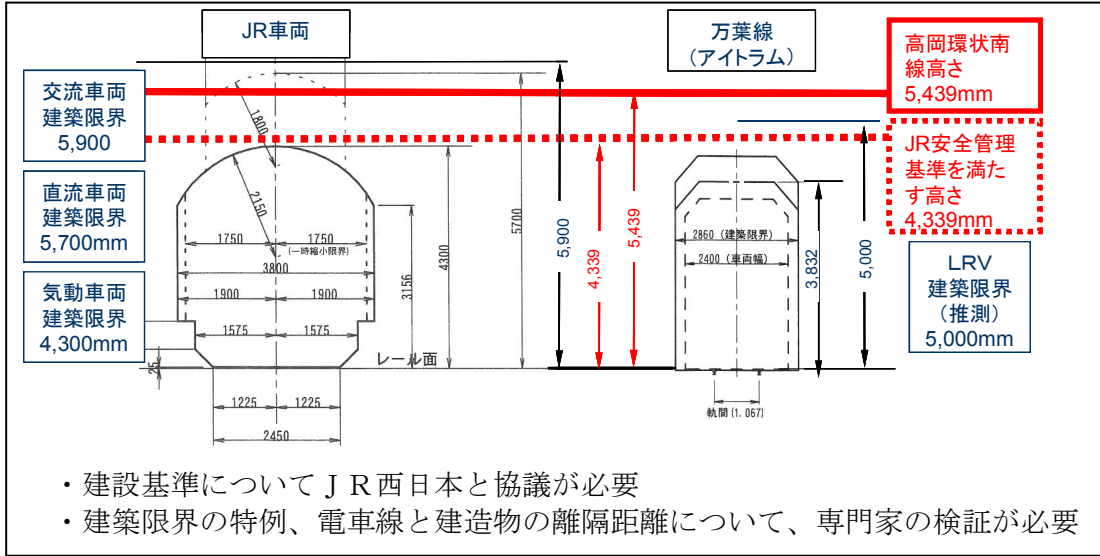 JR車両
万葉線
（アイトラム）
高岡環状南
線高さ
5,439mm
交流車両
建築限界
5,900
JR安全管理
基準を満た
す高さ
4,339mm
直流車両
建築限界
5,700mm
気動車両
建築限界
4,300mm
LRV
建築限界
（推測）
5,000mm
1800
2150
1750
1750
(一時縮小限界)
3800
1900
1900
1575
1575
レール面
25
1225
1225
2450
3156
4300
5700
5,900
4,339
5,439
2860 (建築限界)
2400 (車両幅)
3,832
5,000
軌間(1,067)
・建設基準についてＪＲ西日本と協議が必要
・建築限界の特例、電車線と建造物の離隔距離について、専門家の検証が必要